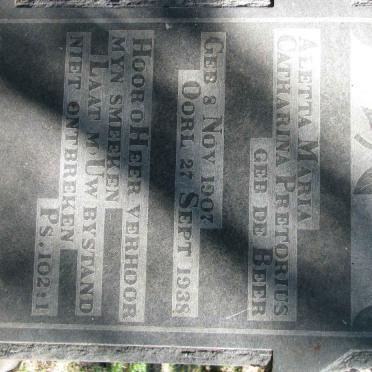 ALETTA MARIA
CATHARINA PRETORIUS
GEB DE BEER
GEB 8 NOV 1907
OORL 27 SEPT 1938
HOOR O HEER VERHOOR
MYN SMEEKEN
LAAT M' UW BYSTAND
NIET ONTBREKEN
PS. 102:1